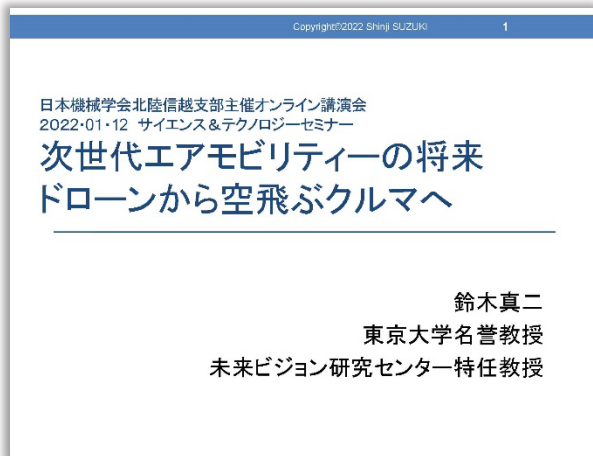 Copyright©2022 Shinji SUZUKI 1
日本機械学会北陸信越支部主催オンライン講演会
2022・01・12 サイエンス＆テクノロジーセミナー
次世代エアモビリティーの将来
ドローンから空飛ぶクルマへ
鈴木真二
東京大学名誉教授
未来ビジョン研究センター特任教授